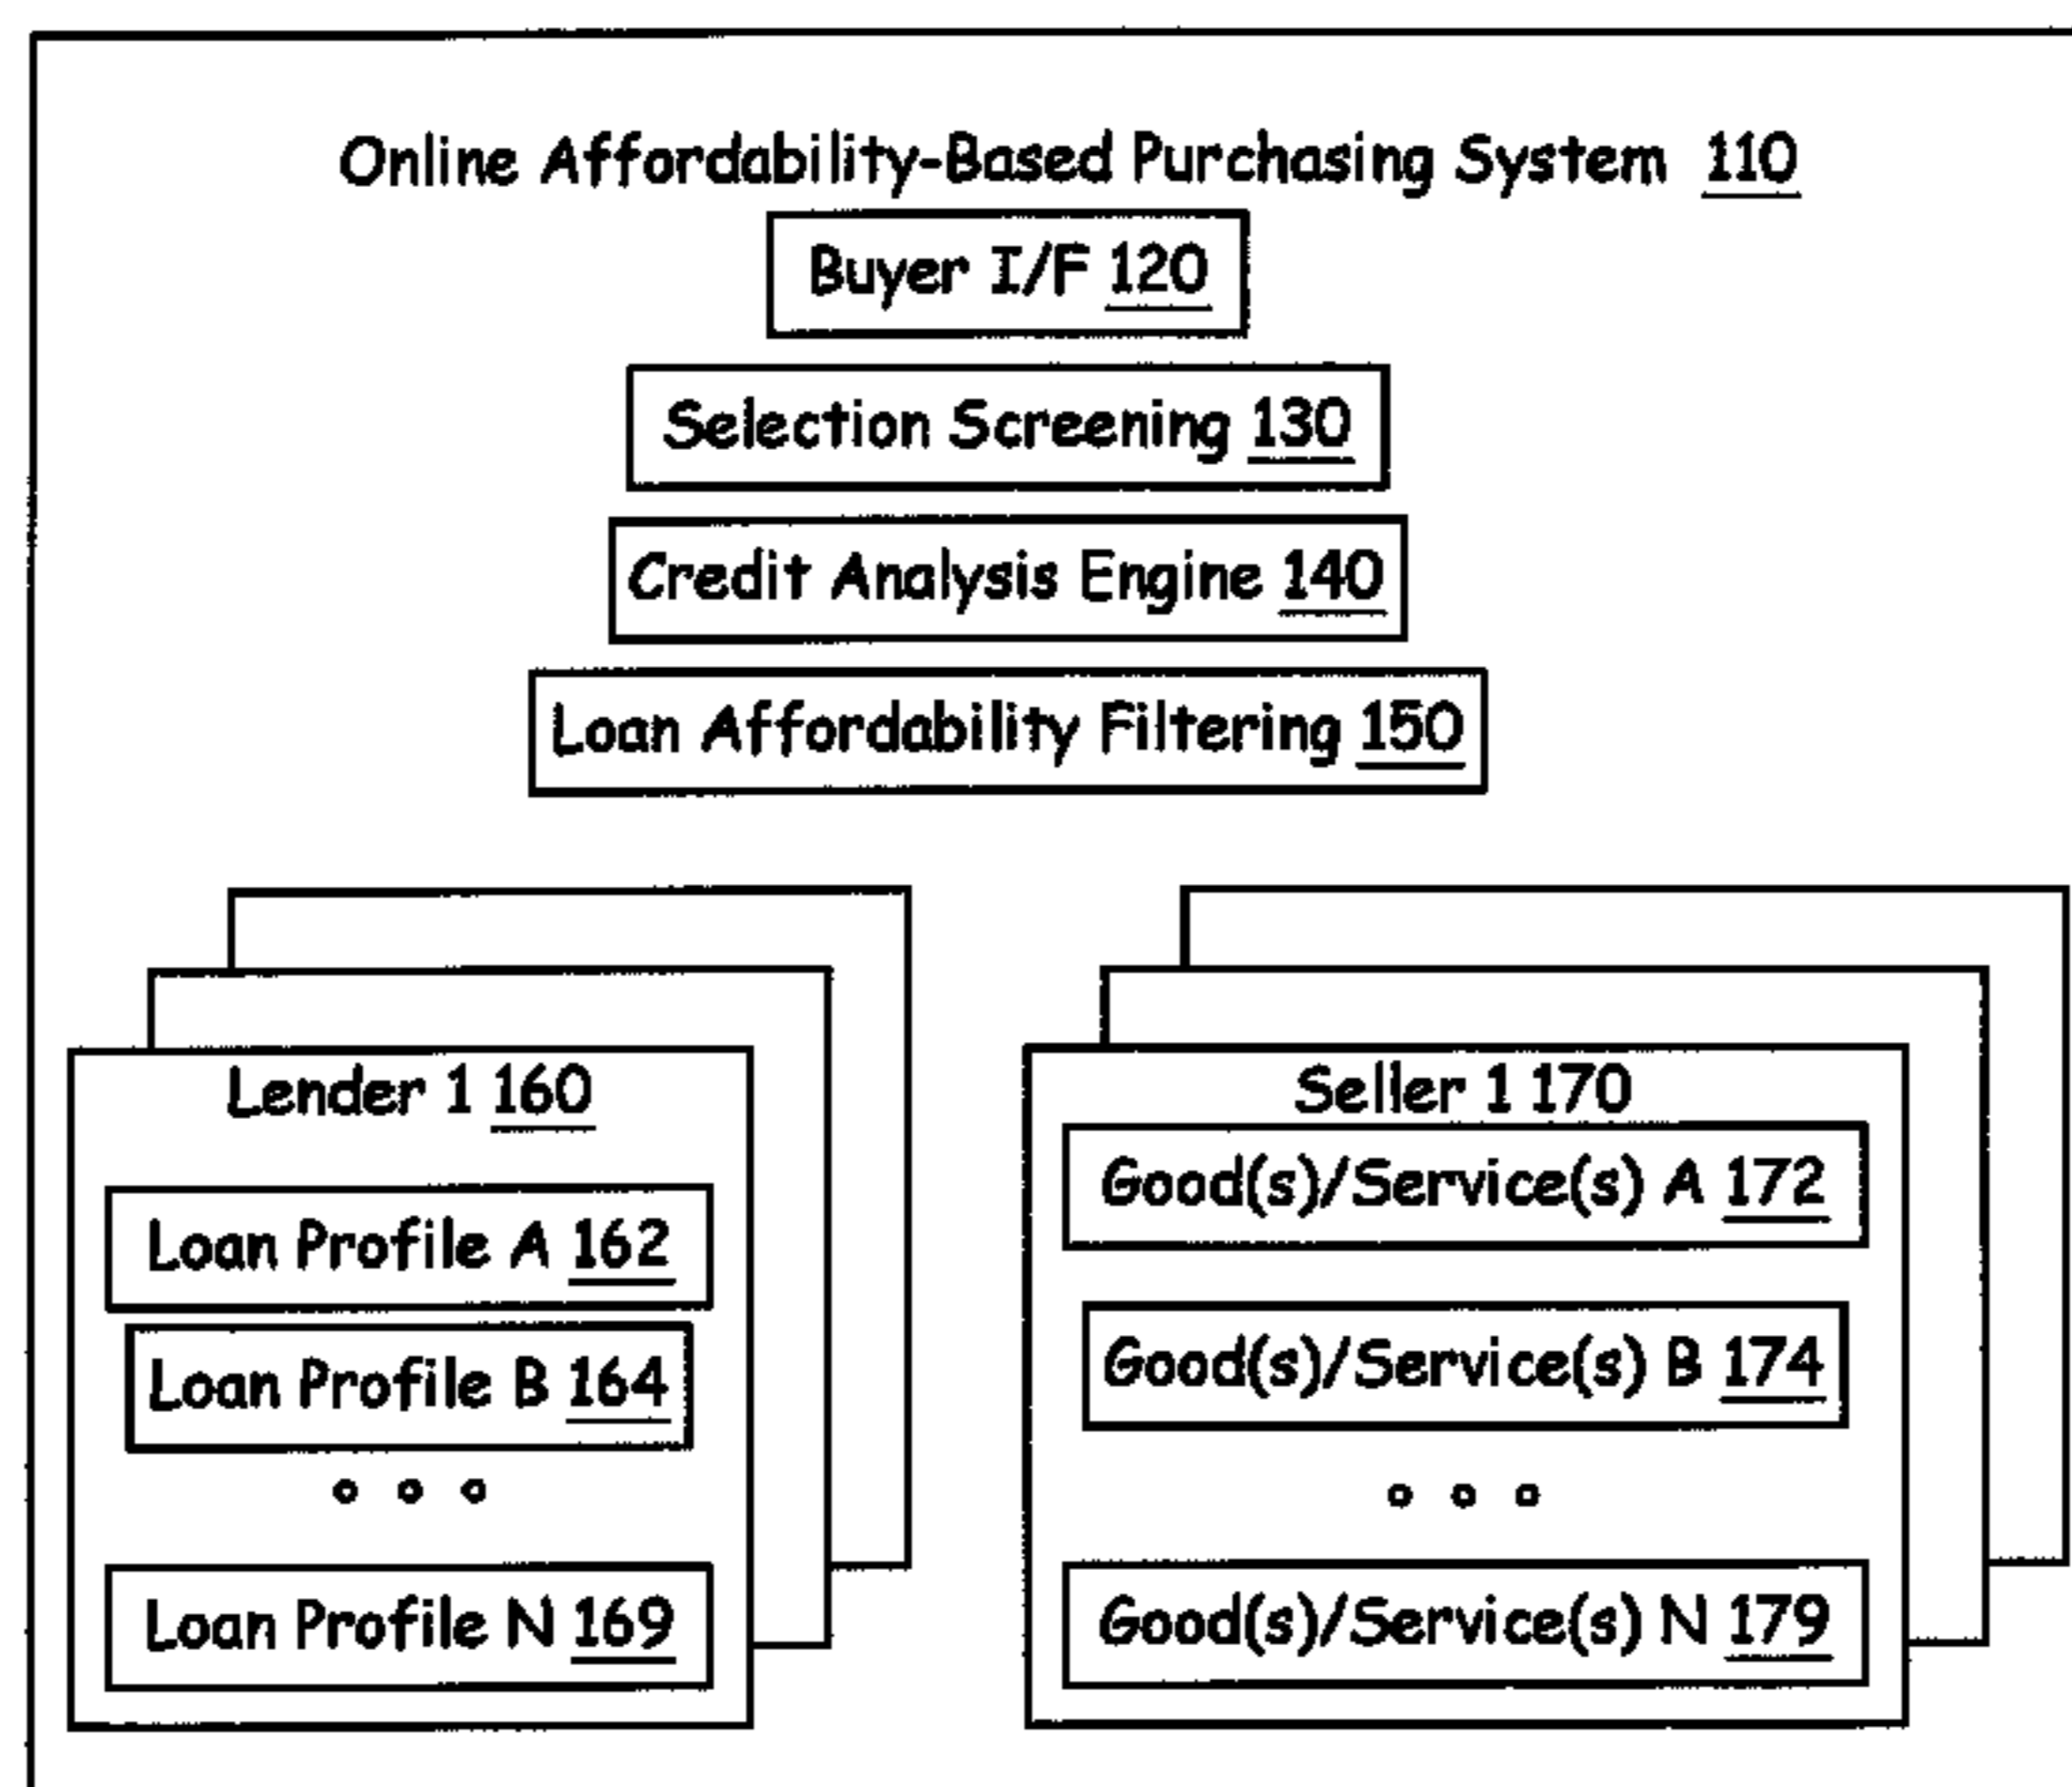 Online Affordability-Based Purchasing System 110
Buyer I/F 120
Selection Screening 130
Credit Analysis Engine 140
Loan Affordability Filtering 150
Lender 1 160
Loan Profile A 162
Loan Profile B 164
Loan Profile N 169
Seller 1 170
Good(s)/Service(s) A 172
Good(s)/Service(s) B 174
Good(s)/Service(s) N 179